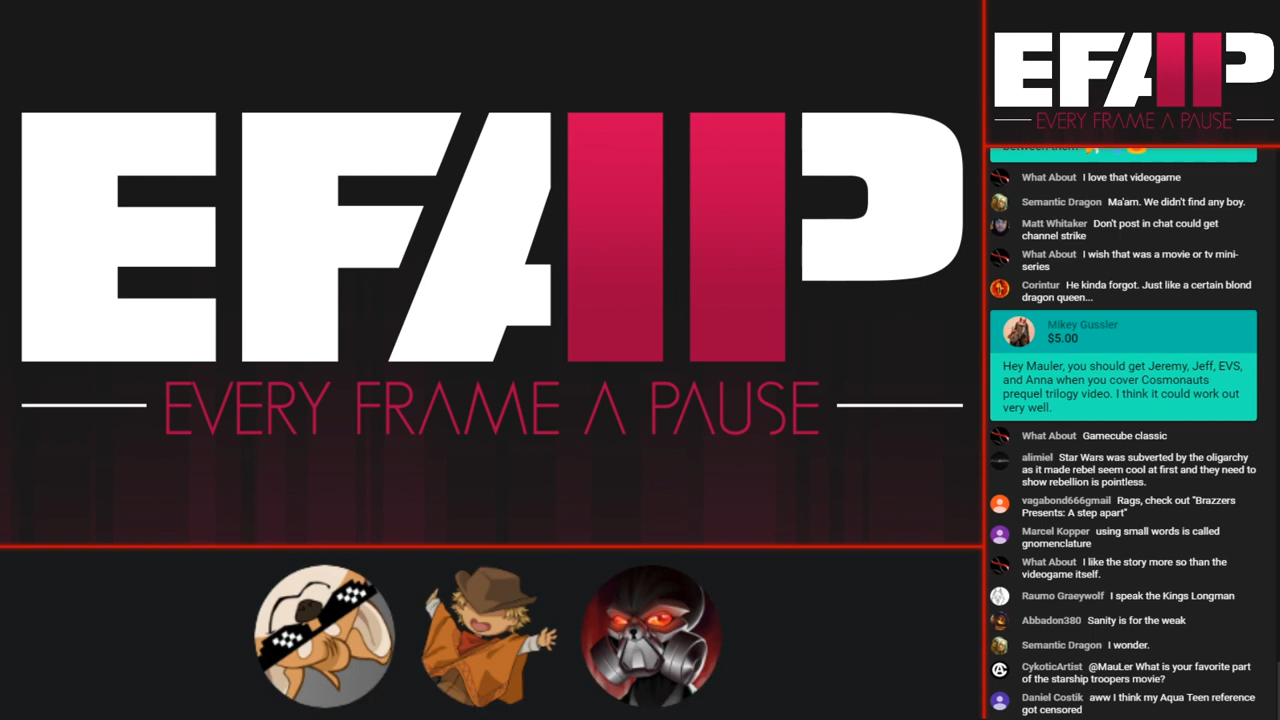 EFAP
EVERY FRAME A PAUSE
EFAP
EVERY FRAME A PAUSE
between them
What About I love that videogame
Semantic Dragon Ma'am. We didn't find any boy.
Matt Whitaker Don't post in chat could get
channel strike
What About I wish that was a movie or tv mini-
series
Corintur He kinda forgot. Just like a certain blond
dragon queen...
Mikey Gussler
$5.00
Hey Mauler, you should get Jeremy, Jeff, EVS,
and Anna when you cover Cosmonauts
prequel trilogy video. I think it could work out
very well.
What About Gamecube classic
alimiel Star Wars was subverted by the oligarchy
as it made rebel seem cool at first and they need to
show rebellion is pointless.
vagabond666gmail Rags, check out "Brazzers
Presents: A step apart"
Marcel Kopper using small words is called
gnomenclature
What About I like the story more so than the
videogame itself.
Raumo Graeywolf I speak the Kings Longman
Abbadon380 Sanity is for the weak
Semantic Dragon I wonder.
CykoticArtist @MauLer What is your favorite part
of the starship troopers movie?
Daniel Costik aww I think my Aqua Teen reference
got censored